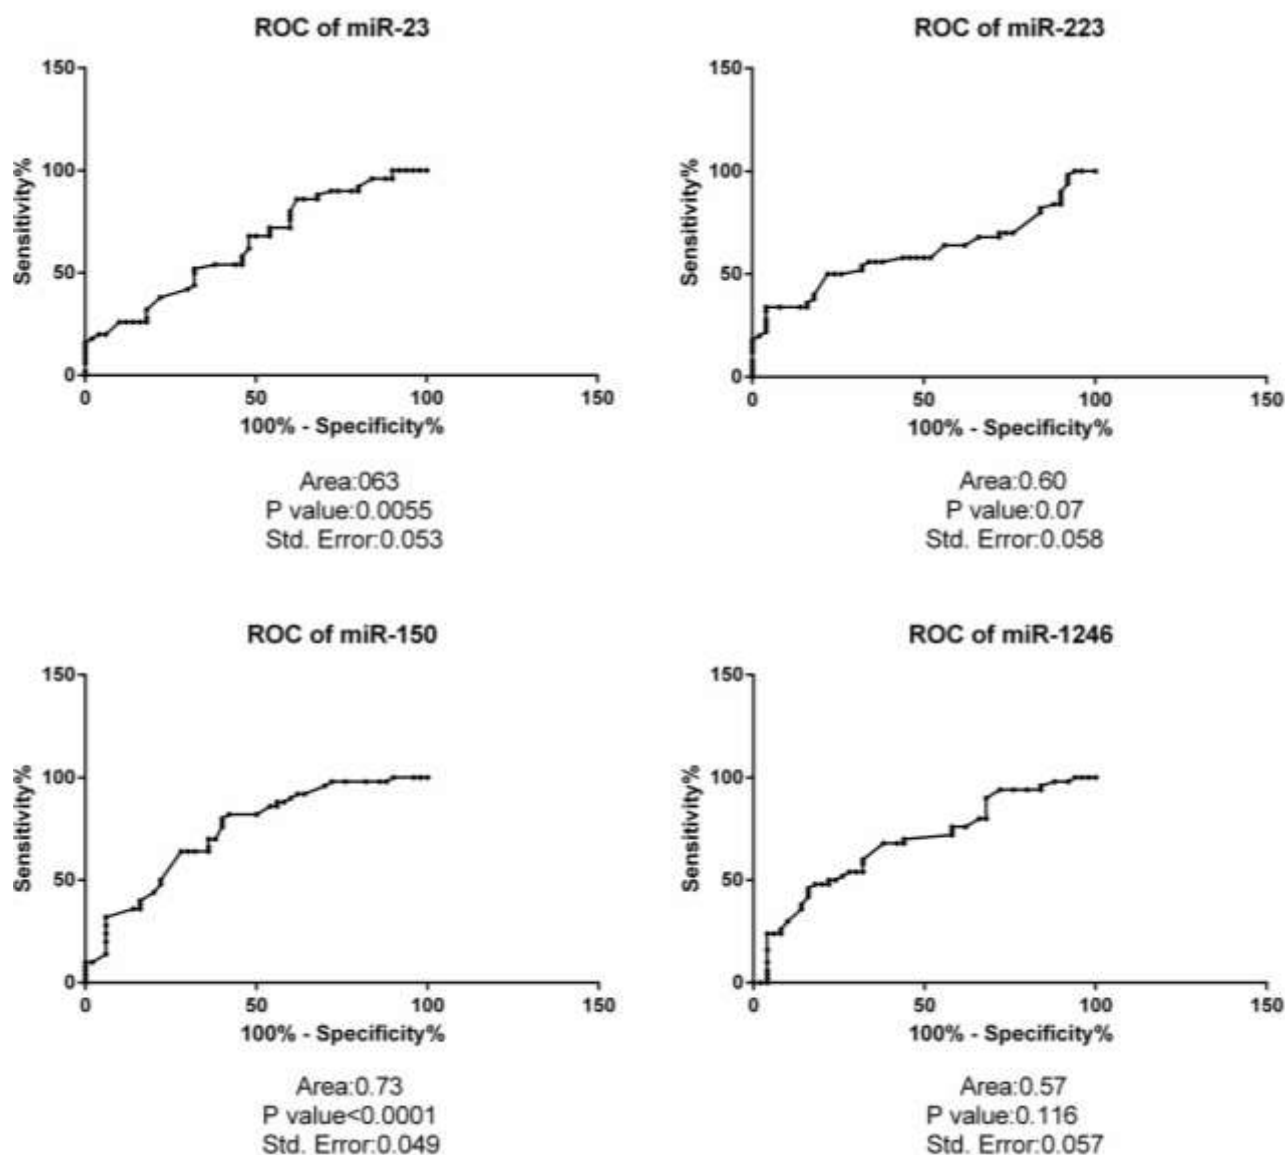 ROC of miR-23
150
100
50
0
Sensitivity%
0 50 100 150
100% - Specificity%
Area:063
P value:0.0055
Std. Error:0.053
ROC of miR-223
150
100
50
0
Sensitivity%
0 50 100 150
100% - Specificity%
Area:0.60
P value:0.07
Std. Error:0.058
ROC of miR-150
150
100
50
0
Sensitivity%
0 50 100 150
100% - Specificity%
Area:0.73
P value<0.0001
Std. Error:0.049
ROC of miR-1246
150
100
50
0
Sensitivity%
0 50 100 150
100% - Specificity%
Area:0.57
P value:0.116
Std. Error:0.057